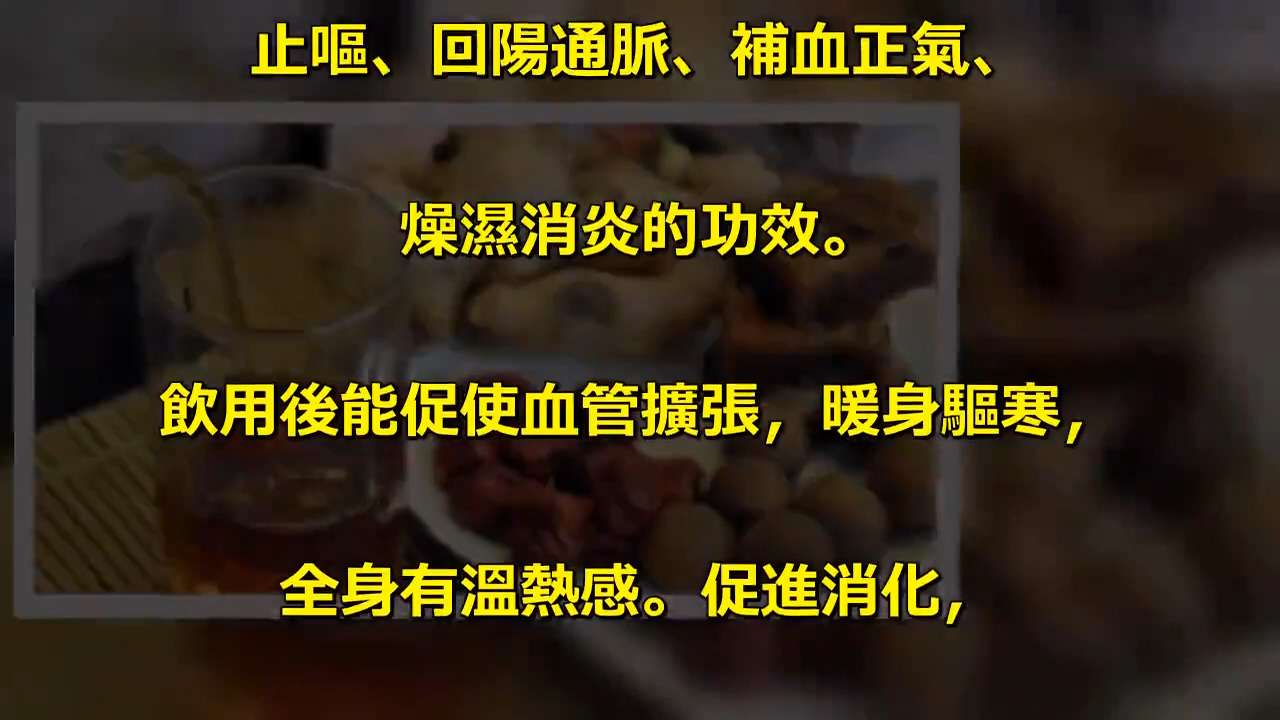 止嘔、回陽通脈、補血正氣、
燥濕消炎的功效。
飲用後能促使血管擴張，暖身驅寒，
全身有溫熱感。促進消化，